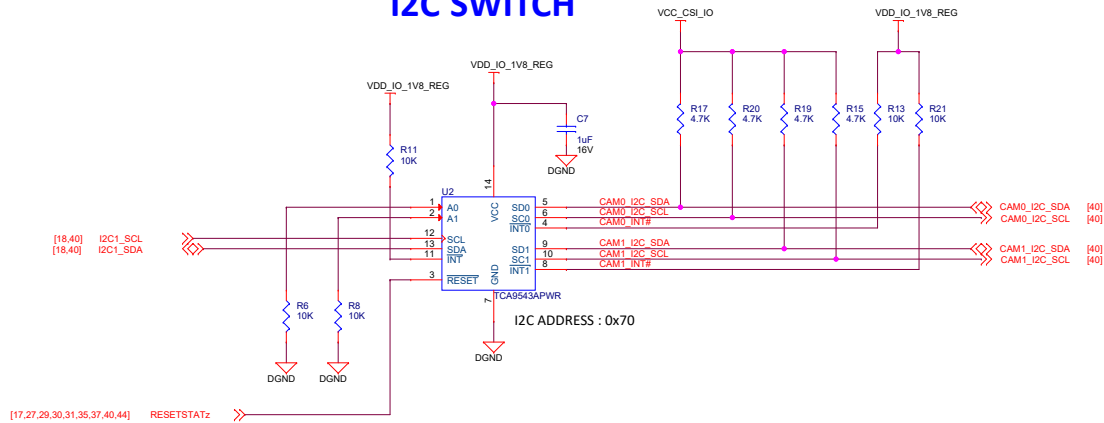 I2C SWITCH
VCC_CSI_IO
VDD_IO_1V8_REG
VDD_IO_1V8_REG
VDD_IO_1V8_REG
R17
4.7K
R20
4.7K
R19
4.7K
R15
4.7K
R13
10K
R21
10K
C7
1uF
16V
DGND
R11
10K
U2
14
VCC
1
A0
2
A1
12
SCL
13
SDA
11
INT
3
RESET
GND
7
SD0
5
SC0
6
INT0
4
SD1
9
SC1
10
INT1
8
TCA9543APWR
CAM0_I2C_SDA
CAM0_I2C_SCL
CAM0_INT#
CAM1_I2C_SDA
CAM1_I2C_SCL
CAM1_INT#
CAM0_I2C_SDA [40]
CAM0_I2C_SCL [40]
CAM1_I2C_SDA [40]
CAM1_I2C_SCL [40]
[18,40] I2C1_SCL
[18,40] I2C1_SDA
R6
10K
R8
10K
I2C ADDRESS : 0x70
DGND
DGND
DGND
[17,27,29,30,31,35,37,40,44] RESETSTATz